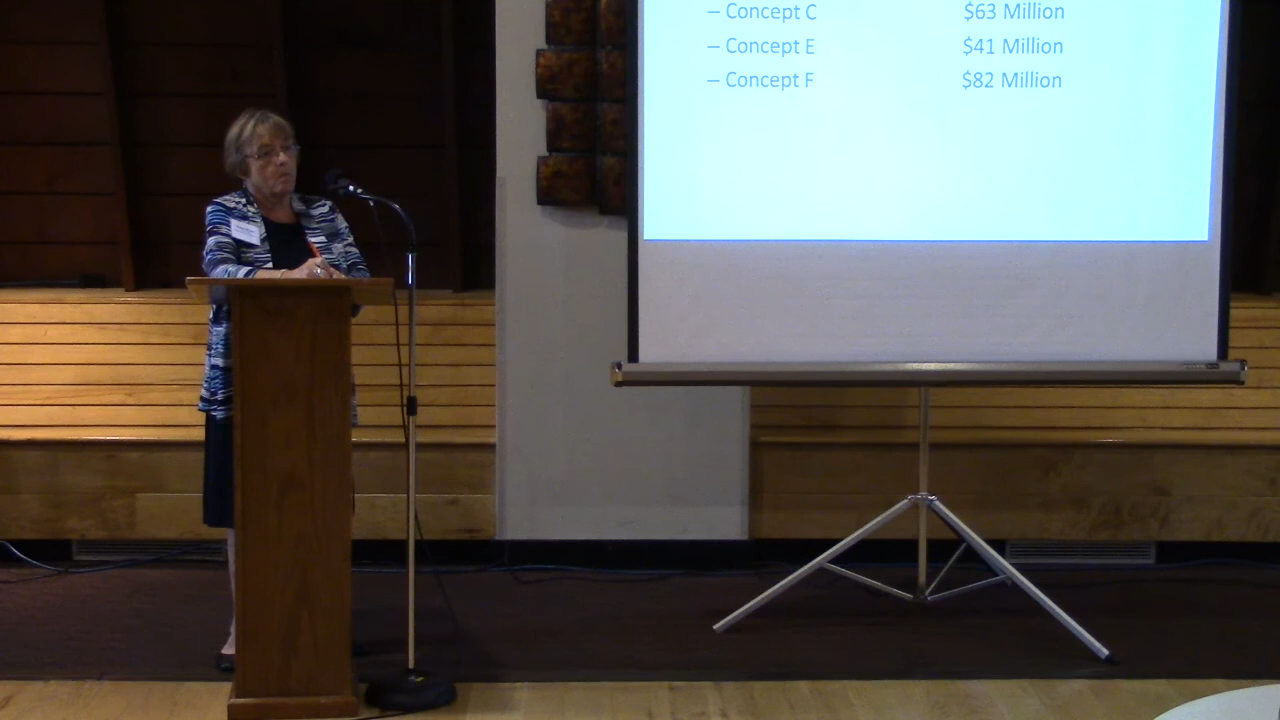 – Concept C $63 Million
– Concept E $41 Million
– Concept F $82 Million